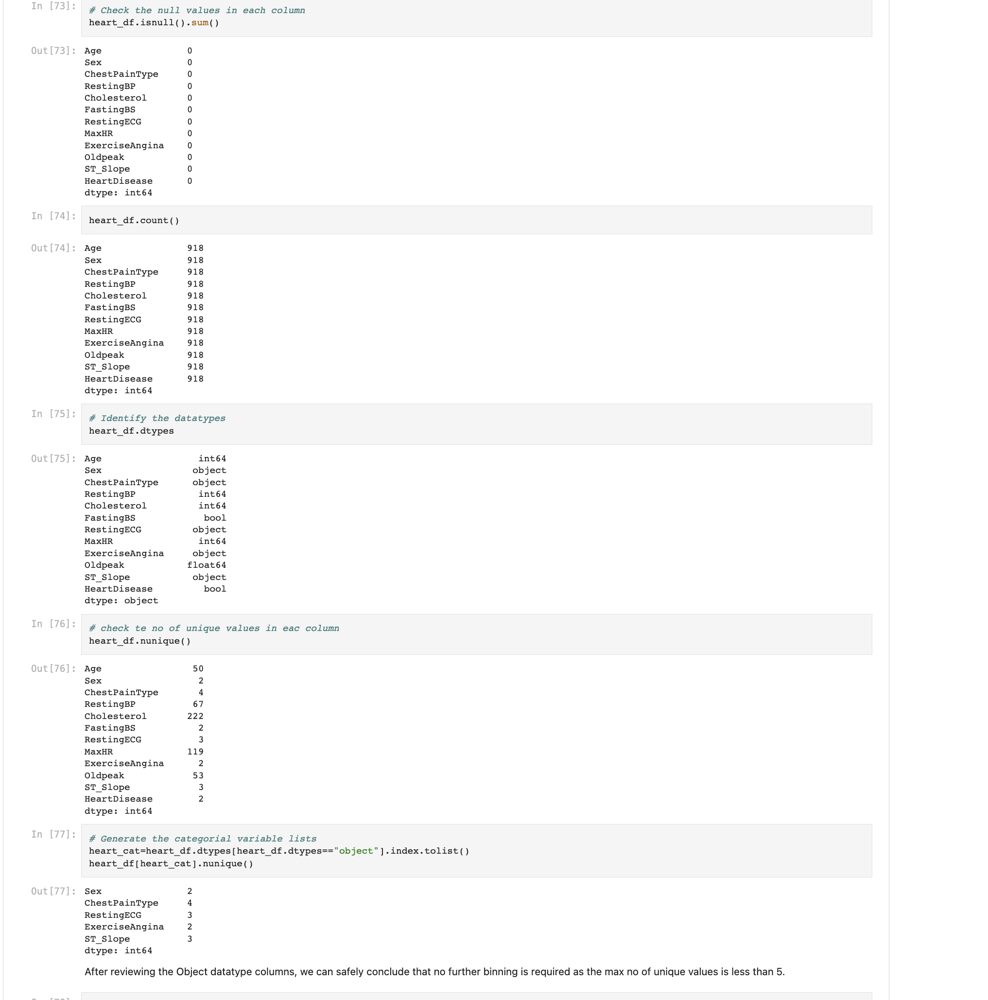 In [73]: # Check the null values in each column
heart_df.isnull().sum()
Out[73]: Age 0
Sex 0
ChestPainType 0
RestingBP 0
Cholesterol 0
FastingBS 0
RestingECG 0
MaxHR 0
ExerciseAngina 0
Oldpeak 0
ST_Slope 0
HeartDisease 0
dtype: int64
In [74]: heart_df.count()
Out[74]: Age 918
Sex 918
ChestPainType 918
RestingBP 918
Cholesterol 918
FastingBS 918
RestingECG 918
MaxHR 918
ExerciseAngina 918
Oldpeak 918
ST_Slope 918
HeartDisease 918
dtype: int64
In [75]: # Identify the datatypes
heart_df.dtypes
Out[75]: Age int64
Sex object
ChestPainType object
RestingBP int64
Cholesterol int64
FastingBS bool
RestingECG object
MaxHR int64
ExerciseAngina object
Oldpeak float64
ST_Slope object
HeartDisease bool
dtype: object
In [76]: # check te no of unique values in eac column
heart_df.nunique()
Out[76]: Age 50
Sex 2
ChestPainType 4
RestingBP 67
Cholesterol 222
FastingBS 2
RestingECG 3
MaxHR 119
ExerciseAngina 2
Oldpeak 53
ST_Slope 3
HeartDisease 2
dtype: int64
In [77]: # Generate the categorial variable lists
heart_cat=heart_df.dtypes[heart_df.dtypes=="object"].index.tolist()
heart_df[heart_cat].nunique()
Out[77]: Sex 2
ChestPainType 4
RestingECG 3
ExerciseAngina 2
ST_Slope 3
dtype: int64
After reviewing the Object datatype columns, we can safely conclude that no further binning is required as the max no of unique values is less than 5.